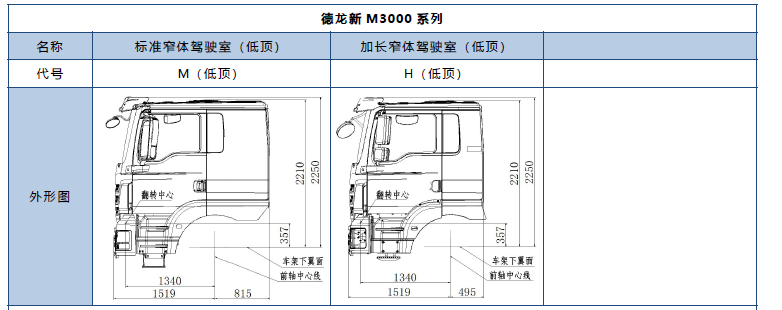 德龙新 M3000 系列
名称 标准窄体驾驶室（低顶） 加长窄体驾驶室（低顶）
代号 M（低顶） H（低顶）
外形图
翻转中心
2210
2250
357
车架下翼面
前轴中心线
1340
1519
815
翻转中心
2210
2250
357
车架下翼面
前轴中心线
1340
1519
495